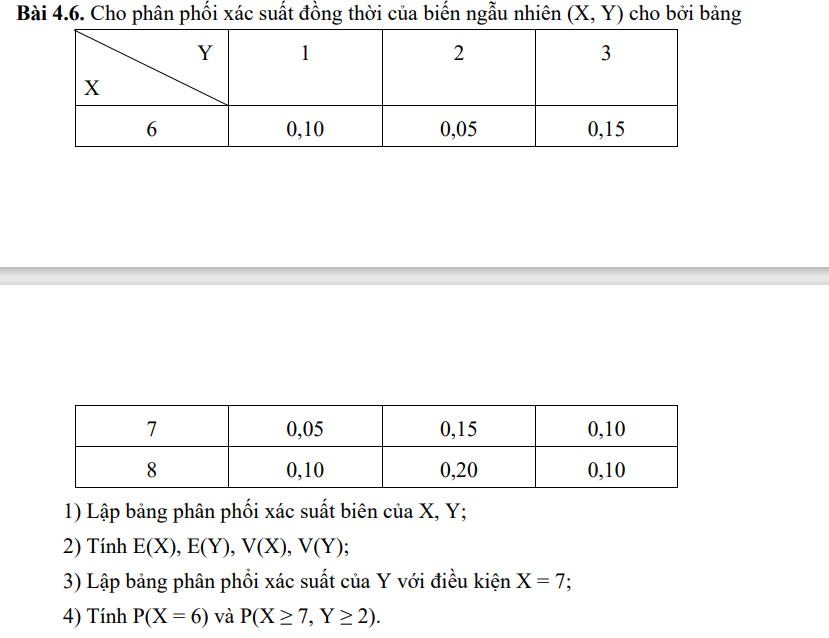 Bài 4.6. Cho phân phối xác suất đồng thời của biến ngẫu nhiên (X, Y) cho bởi bảng
Y 1 2 3
X
6 0,10 0,05 0,15
7 0,05 0,15 0,10
8 0,10 0,20 0,10
1) Lập bảng phân phối xác suất biên của X, Y;
2) Tính E(X), E(Y), V(X), V(Y);
3) Lập bảng phân phối xác suất của Y với điều kiện X = 7;
4) Tính P(X = 6) và P(X ≥ 7, Y ≥ 2).